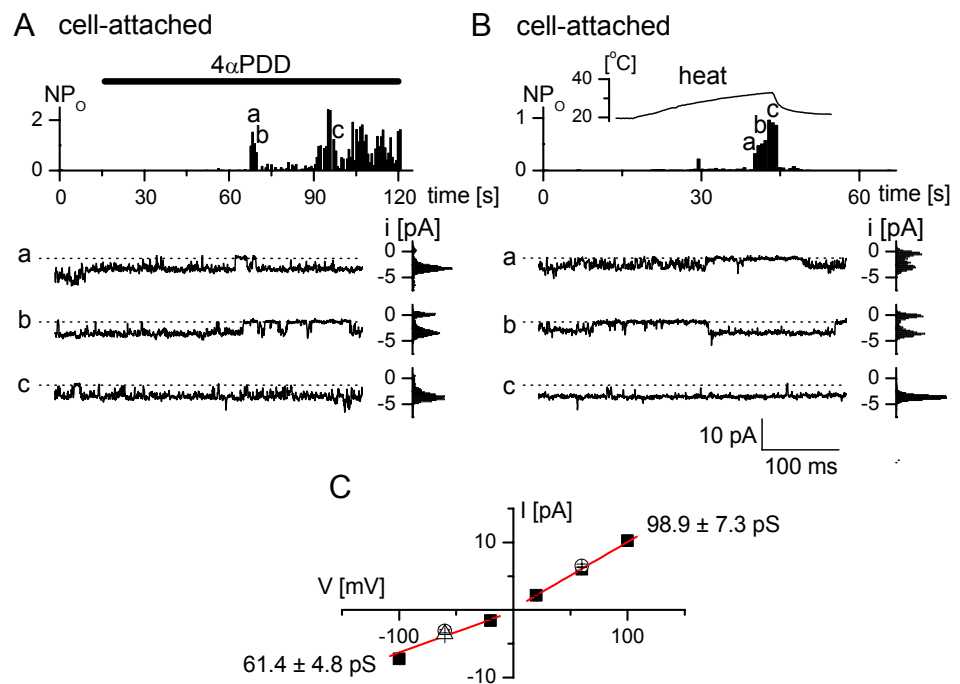 A cell-attached
4αPDD
NP_O
a
b
c
2
0
0 30 60 90 120 time [s]
i [pA]
a 0
-5
b 0
-5
c 0
-5
B cell-attached
[°C]
40
20
heat
NP_O
a
b
c
1
0
0 30 60 time [s]
i [pA]
a 0
-5
b 0
-5
c 0
-5
10 pA
100 ms
C
I [pA]
98.9 ± 7.3 pS
10
V [mV]
-100 100
61.4 ± 4.8 pS
-10